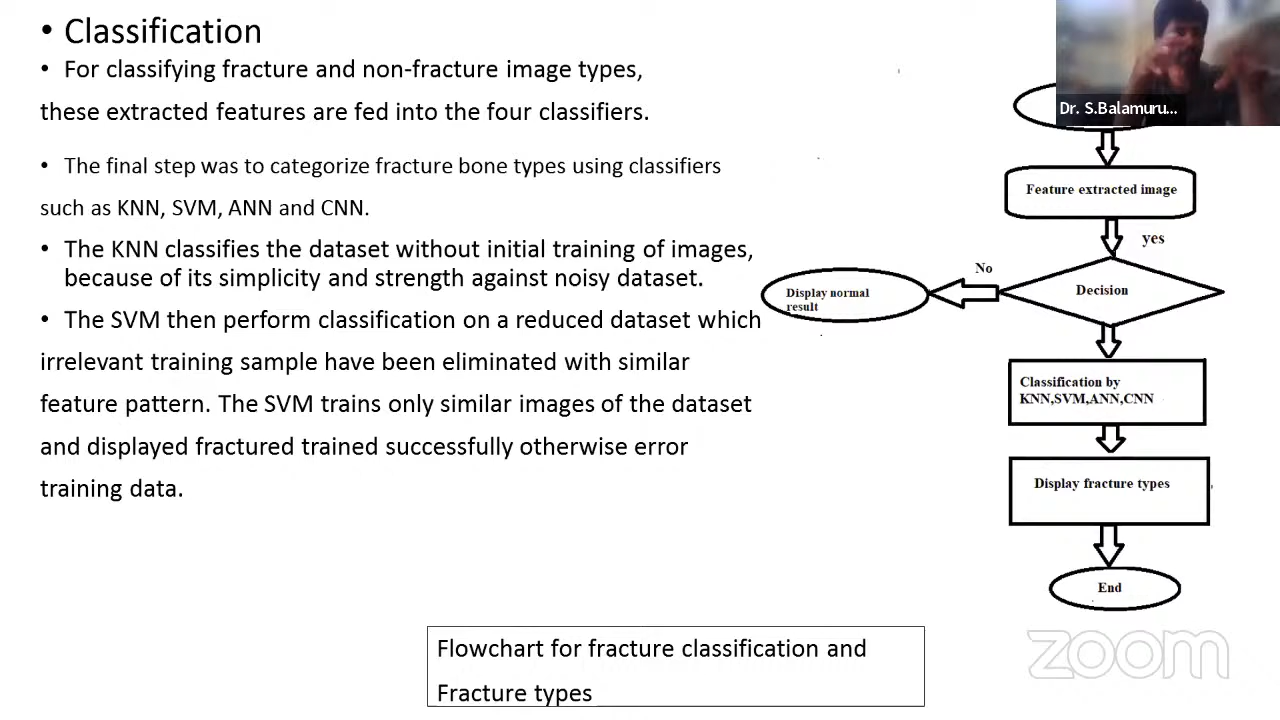 • Classification
• For classifying fracture and non-fracture image types,
these extracted features are fed into the four classifiers.
• The final step was to categorize fracture bone types using classifiers
such as KNN, SVM, ANN and CNN.
• The KNN classifies the dataset without initial training of images,
because of its simplicity and strength against noisy dataset.
• The SVM then perform classification on a reduced dataset which
irrelevant training sample have been eliminated with similar
feature pattern. The SVM trains only similar images of the dataset
and displayed fractured trained successfully otherwise error
training data.
Dr. S.Balamuru...
Feature extracted image
yes
No
Decision
Display normal
result
Classification by
KNN,SVM,ANN,CNN
Display fracture types
End
Flowchart for fracture classification and
Fracture types
zoom